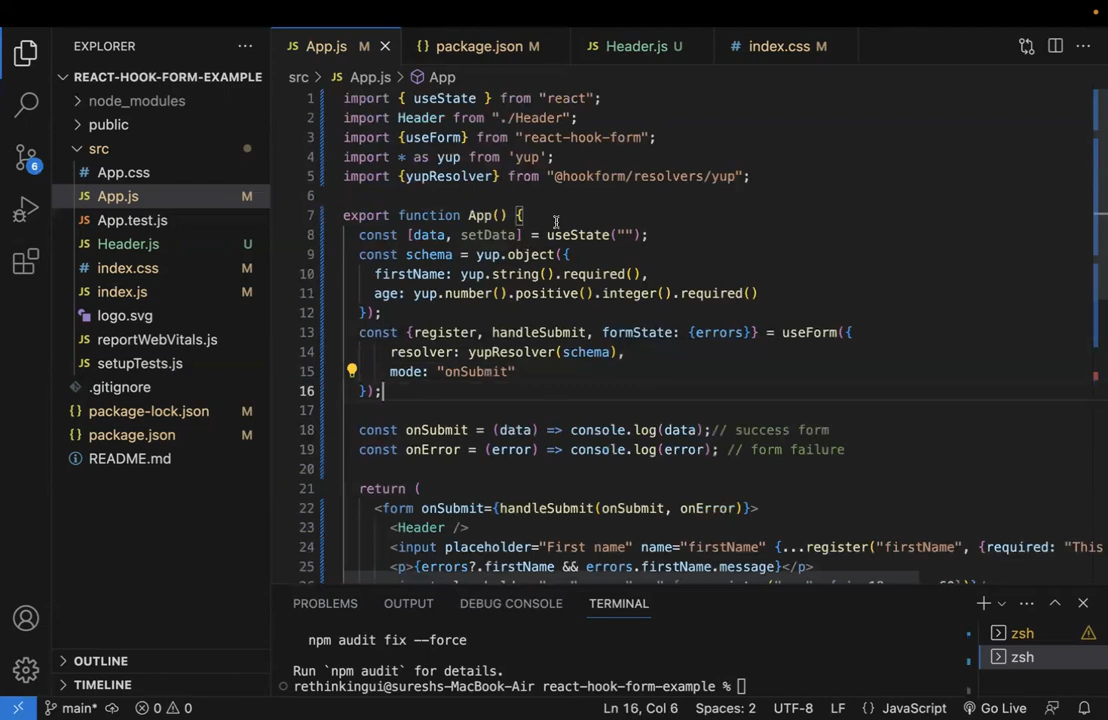 EXPLORER
REACT-HOOK-FORM-EXAMPLE
node_modules
public
src
# App.css
JS App.js M
JS App.test.js
JS Header.js U
# index.css M
JS index.js M
logo.svg
JS reportWebVitals.js
JS setupTests.js
.gitignore
{} package-lock.json M
{} package.json M
README.md
OUTLINE
TIMELINE
6
JS App.js M
{} package.json M
JS Header.js U
# index.css M
src > JS App.js > App
1 import { useState } from "react";
2 import Header from "./Header";
3 import {useForm} from "react-hook-form";
4 import * as yup from 'yup';
5 import {yupResolver} from "@hookform/resolvers/yup";
6
7 export function App() {
8 const [data, setData] = useState("");
9 const schema = yup.object({
10 firstName: yup.string().required(),
11 age: yup.number().positive().integer().required()
12 });
13 const {register, handleSubmit, formState: {errors}} = useForm({
14 resolver: yupResolver(schema),
15 mode: "onSubmit"
16 });
17
18 const onSubmit = (data) => console.log(data);// success form
19 const onError = (error) => console.log(error); // form failure
20
21 return (
22 <form onSubmit={handleSubmit(onSubmit, onError)}>
23 <Header />
24 <input placeholder="First name" name="firstName" {...register("firstName", {required: "This
25 <p>{errors?.firstName && errors.firstName.message}</p>
PROBLEMS OUTPUT DEBUG CONSOLE TERMINAL
npm audit fix --force
Run `npm audit` for details.
rethinkingui@sureshs-MacBook-Air react-hook-form-example %
zsh
zsh
main* 0 0 Ln 16, Col 6 Spaces: 2 UTF-8 LF {} JavaScript Go Live